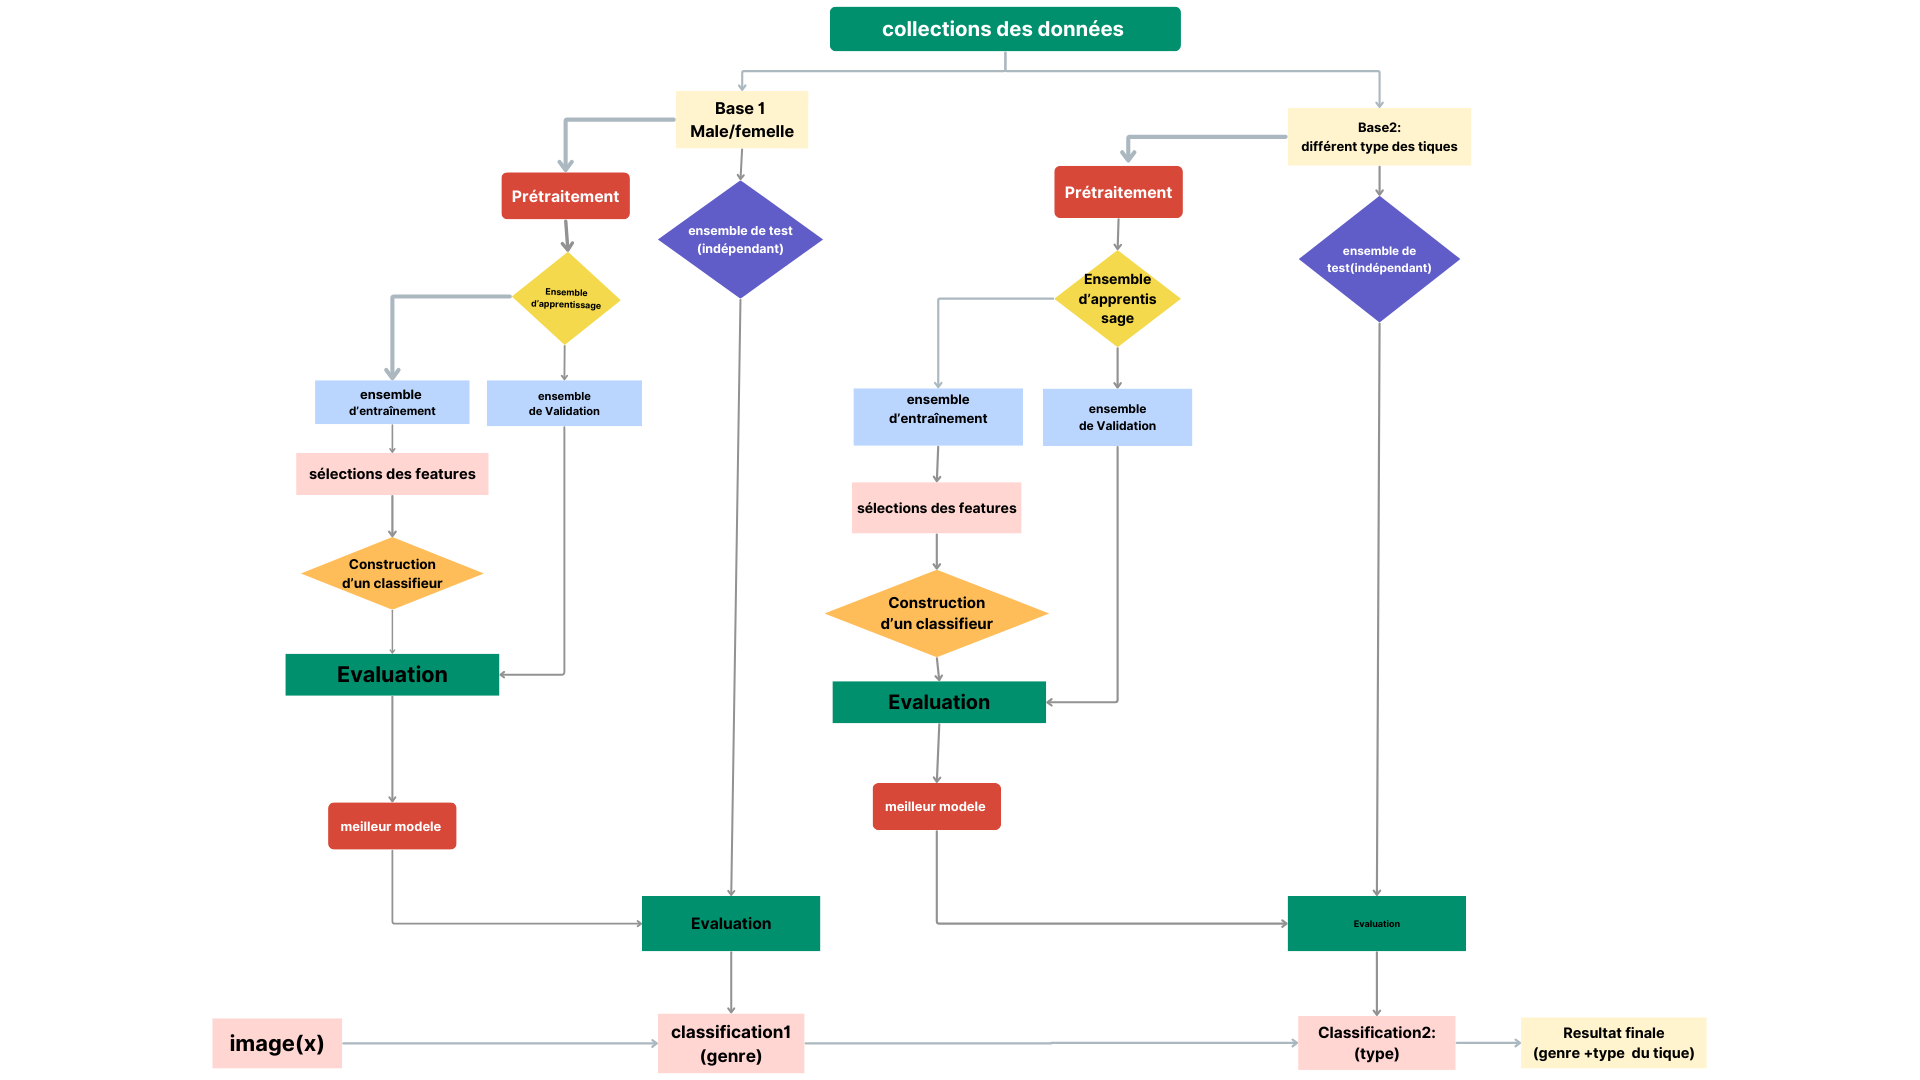 collections des données
Base 1
Male/femelle
Base2:
différent type des tiques
Prétraitement
Prétraitement
ensemble de test
(indépendant)
ensemble de
test(indépendant)
Ensemble
d'apprentissage
Ensemble
d'apprentis
sage
ensemble
d'entraînement
ensemble
de Validation
ensemble
d'entraînement
ensemble
de Validation
sélections des features
sélections des features
Construction
d'un classifieur
Construction
d'un classifieur
Evaluation
Evaluation
meilleur modele
meilleur modele
Evaluation
Evaluation
image(x)
classification1
(genre)
Classification2:
(type)
Resultat finale
(genre +type  du tique)